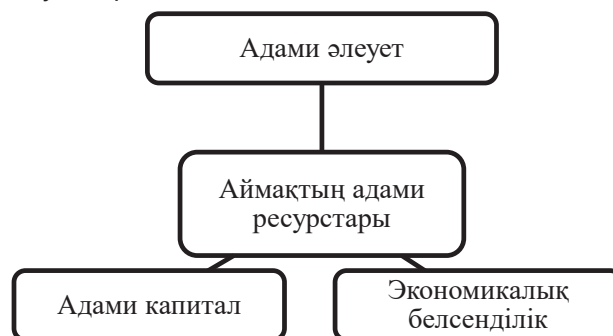 Адами әлеует
Аймақтың адами
ресурстары
Адами капитал
Экономикалық
белсенділік